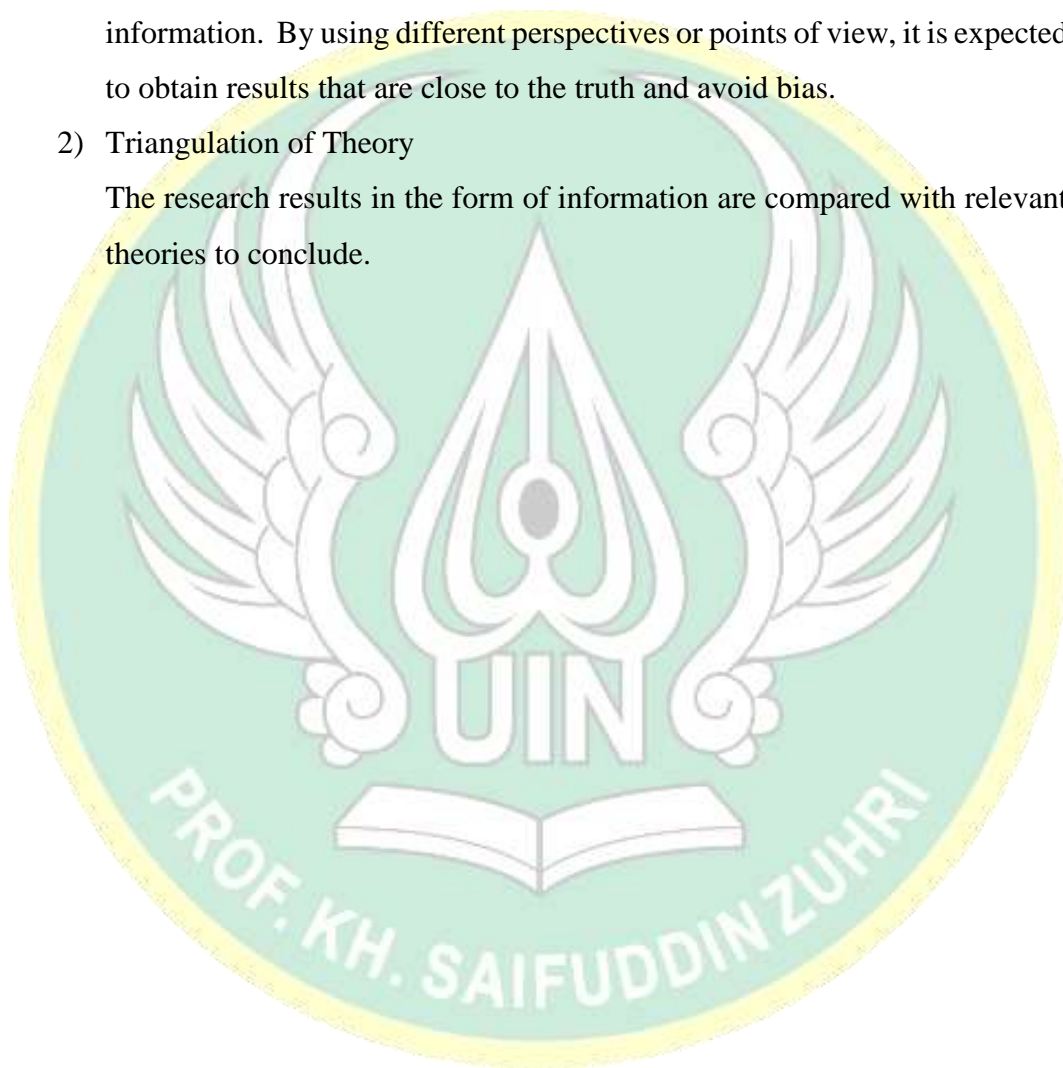 information. By using different perspectives or points of view, it is expected
to obtain results that are close to the truth and avoid bias.
2) Triangulation of Theory
The research results in the form of information are compared with relevant
theories to conclude.
UIN
PROF. KH. SAIFUDDIN ZUHRI